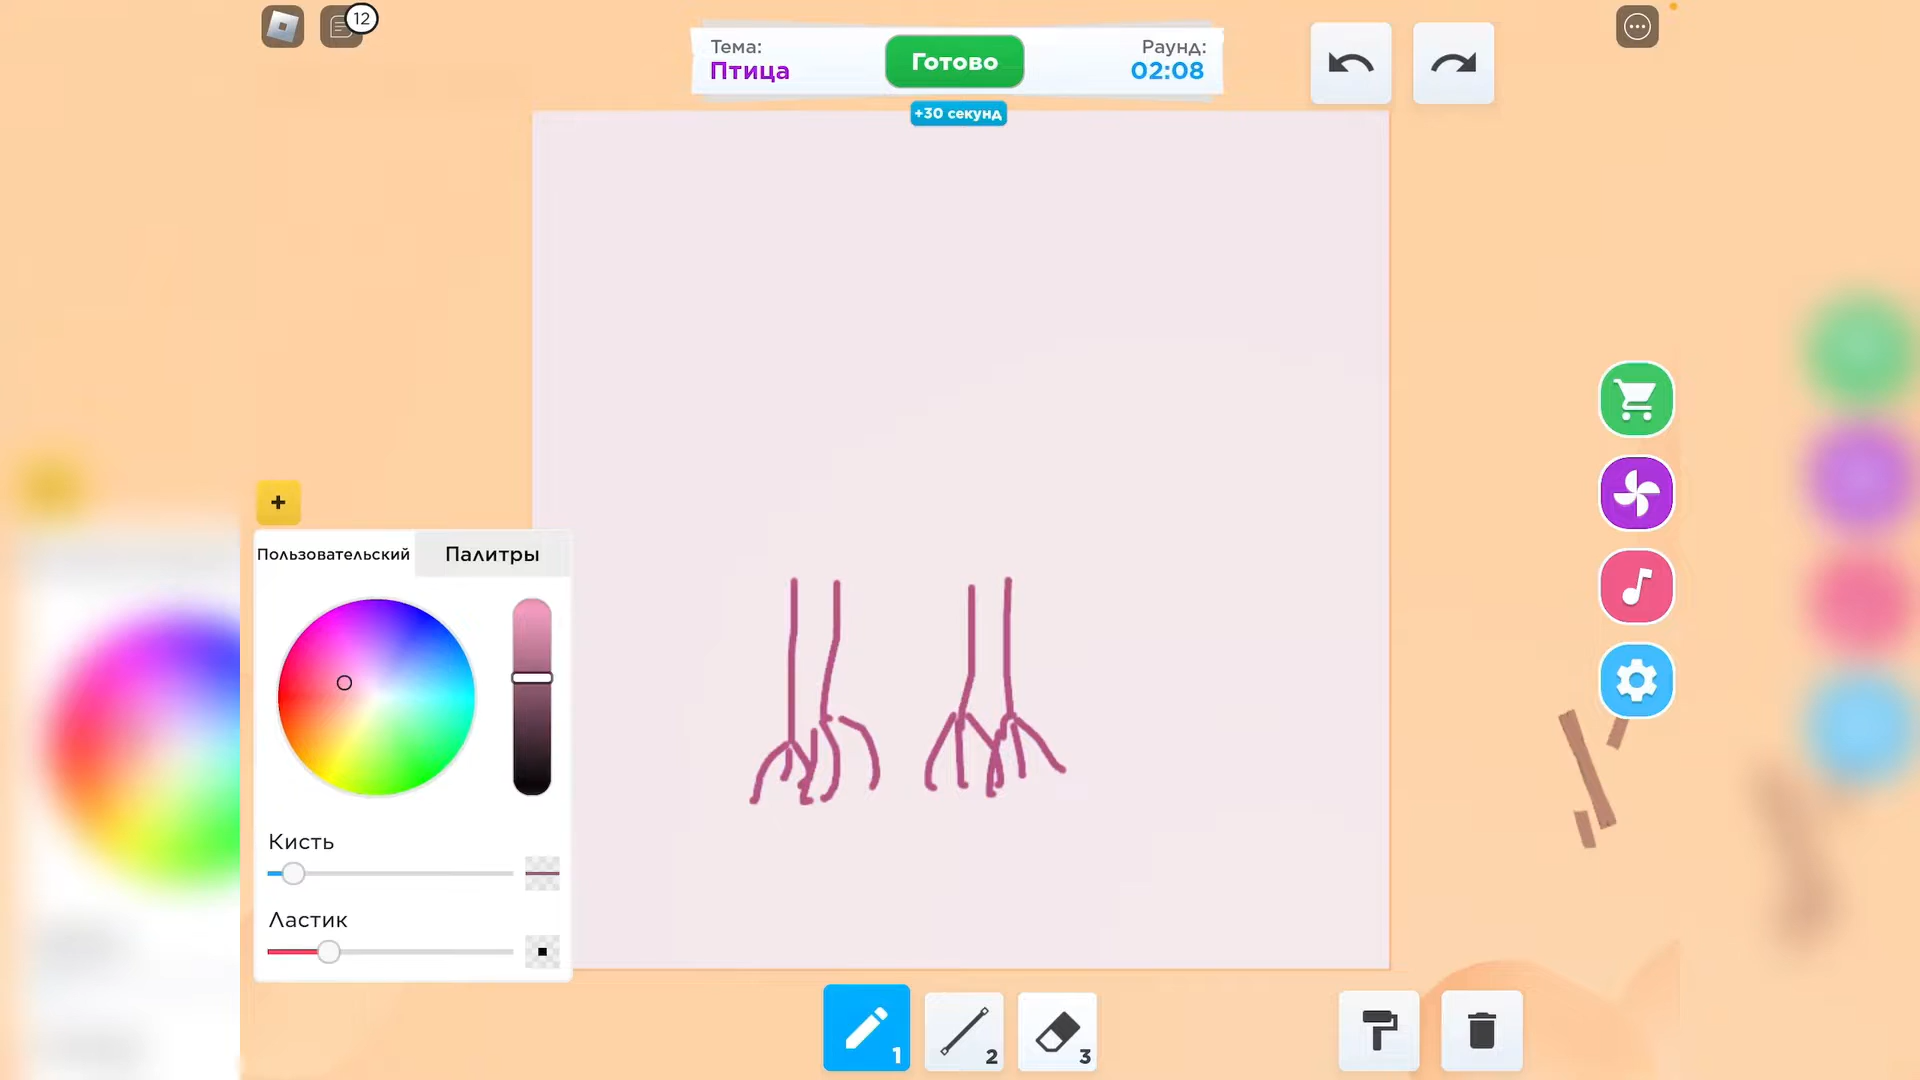 12
Тема:
Птица
Готово
Раунд:
02:08
+30 секунд
+
Пользовательский
Палитры
Кисть
Ластик
1
2
3